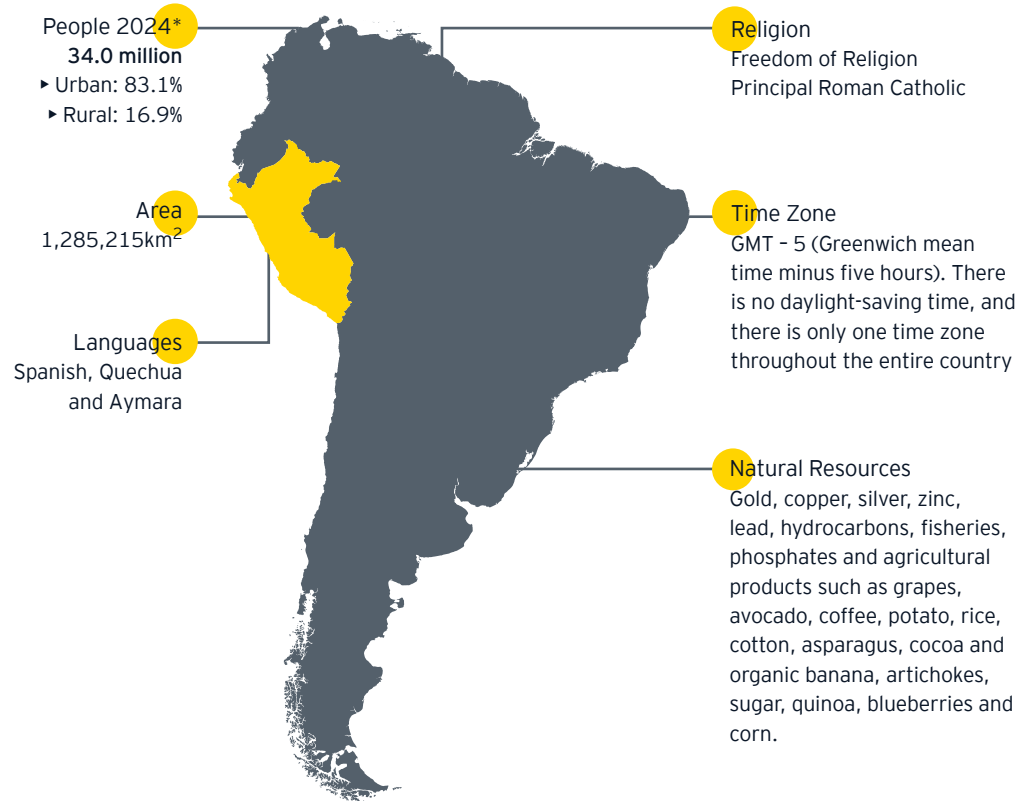 People 2024*
34.0 million
▸ Urban: 83.1%
▸ Rural: 16.9%
Area
1,285,215km²
Languages
Spanish, Quechua
and Aymara
Religion
Freedom of Religion
Principal Roman Catholic
Time Zone
GMT – 5 (Greenwich mean
time minus five hours). There
is no daylight-saving time, and
there is only one time zone
throughout the entire country
Natural Resources
Gold, copper, silver, zinc,
lead, hydrocarbons, fisheries,
phosphates and agricultural
products such as grapes,
avocado, coffee, potato, rice,
cotton, asparagus, cocoa and
organic banana, artichokes,
sugar, quinoa, blueberries and
corn.